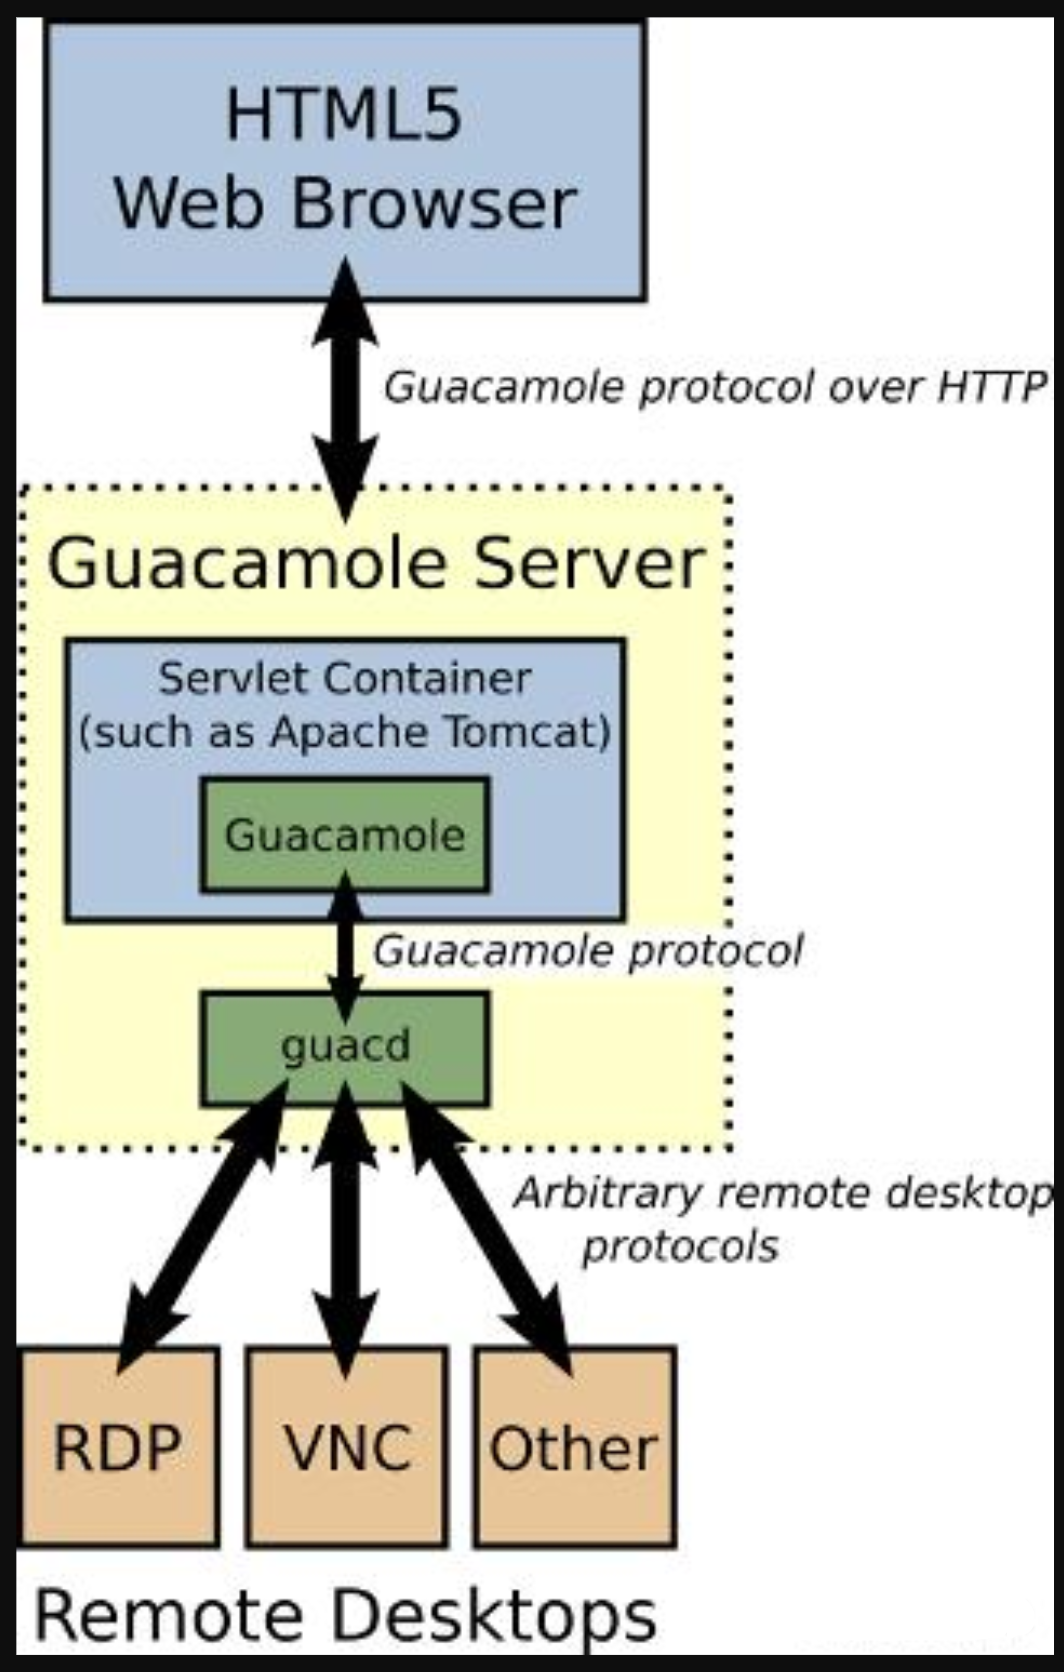 HTML5
Web Browser
Guacamole protocol over HTTP
Guacamole Server
Servlet Container
(such as Apache Tomcat)
Guacamole
Guacamole protocol
guacd
Arbitrary remote desktop
protocols
RDP
VNC
Other
Remote Desktops